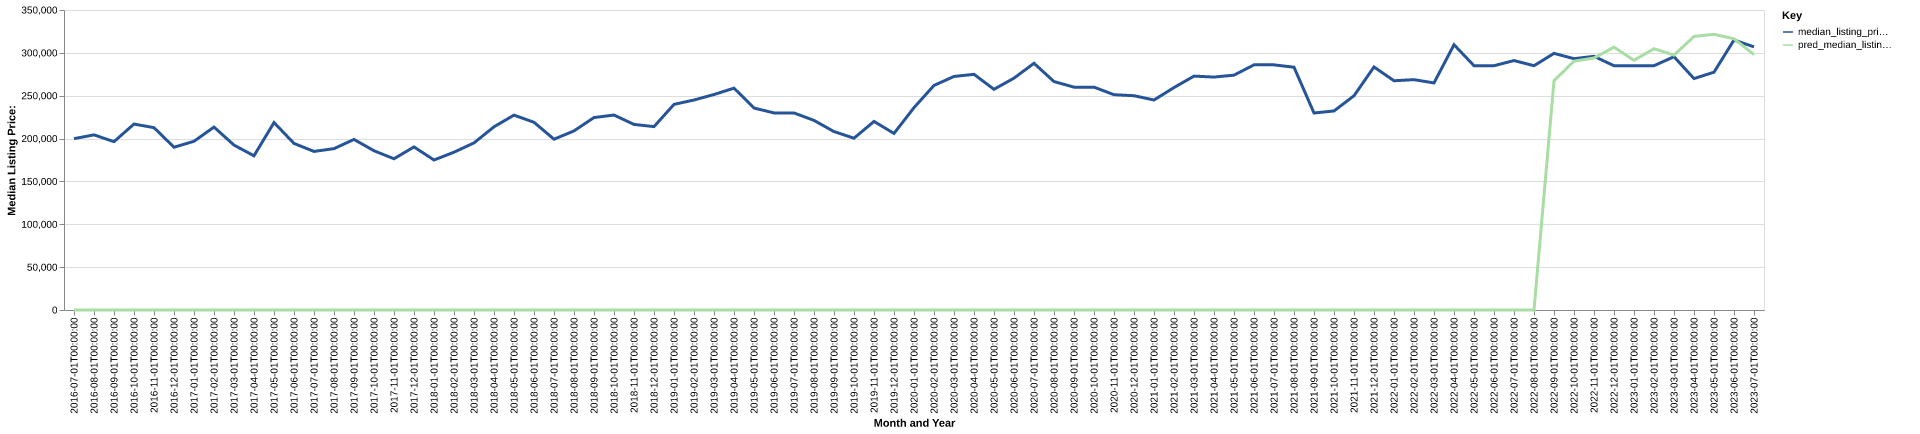 350,000
300,000
250,000
200,000
150,000
100,000
50,000
0
Median Listing Price:
2016-07-01T00:00:00
2016-08-01T00:00:00
2016-09-01T00:00:00
2016-10-01T00:00:00
2016-11-01T00:00:00
2016-12-01T00:00:00
2017-01-01T00:00:00
2017-02-01T00:00:00
2017-03-01T00:00:00
2017-04-01T00:00:00
2017-05-01T00:00:00
2017-06-01T00:00:00
2017-07-01T00:00:00
2017-08-01T00:00:00
2017-09-01T00:00:00
2017-10-01T00:00:00
2017-11-01T00:00:00
2017-12-01T00:00:00
2018-01-01T00:00:00
2018-02-01T00:00:00
2018-03-01T00:00:00
2018-04-01T00:00:00
2018-05-01T00:00:00
2018-06-01T00:00:00
2018-07-01T00:00:00
2018-08-01T00:00:00
2018-09-01T00:00:00
2018-10-01T00:00:00
2018-11-01T00:00:00
2018-12-01T00:00:00
2019-01-01T00:00:00
2019-02-01T00:00:00
2019-03-01T00:00:00
2019-04-01T00:00:00
2019-05-01T00:00:00
2019-06-01T00:00:00
2019-07-01T00:00:00
2019-08-01T00:00:00
2019-09-01T00:00:00
2019-10-01T00:00:00
2019-11-01T00:00:00
2019-12-01T00:00:00
2020-01-01T00:00:00
2020-02-01T00:00:00
2020-03-01T00:00:00
2020-04-01T00:00:00
2020-05-01T00:00:00
2020-06-01T00:00:00
2020-07-01T00:00:00
2020-08-01T00:00:00
2020-09-01T00:00:00
2020-10-01T00:00:00
2020-11-01T00:00:00
2020-12-01T00:00:00
2021-01-01T00:00:00
2021-02-01T00:00:00
2021-03-01T00:00:00
2021-04-01T00:00:00
2021-05-01T00:00:00
2021-06-01T00:00:00
2021-07-01T00:00:00
2021-08-01T00:00:00
2021-09-01T00:00:00
2021-10-01T00:00:00
2021-11-01T00:00:00
2021-12-01T00:00:00
2022-01-01T00:00:00
2022-02-01T00:00:00
2022-03-01T00:00:00
2022-04-01T00:00:00
2022-05-01T00:00:00
2022-06-01T00:00:00
2022-07-01T00:00:00
2022-08-01T00:00:00
2022-09-01T00:00:00
2022-10-01T00:00:00
2022-11-01T00:00:00
2022-12-01T00:00:00
2023-01-01T00:00:00
2023-02-01T00:00:00
2023-03-01T00:00:00
2023-04-01T00:00:00
2023-05-01T00:00:00
2023-06-01T00:00:00
2023-07-01T00:00:00
Month and Year
Key
median_listing_pri…
pred_median_listin…